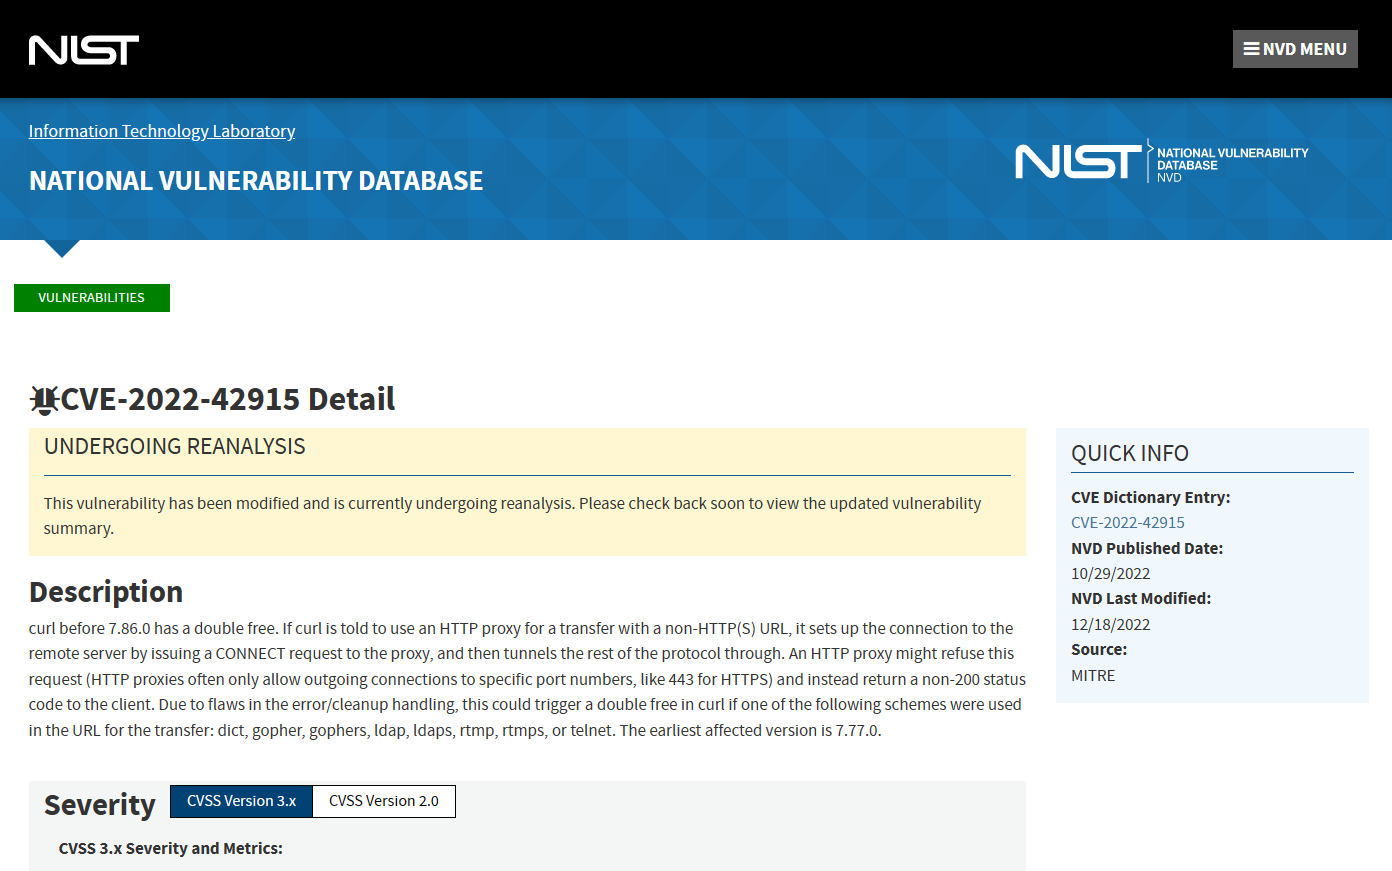 NIST
NVD MENU
Information Technology Laboratory
NATIONAL VULNERABILITY DATABASE
NIST
NATIONAL VULNERABILITY
DATABASE
NVD
VULNERABILITIES
CVE-2022-42915 Detail
UNDERGOING REANALYSIS
This vulnerability has been modified and is currently undergoing reanalysis. Please check back soon to view the updated vulnerability
summary.
Description
curl before 7.86.0 has a double free. If curl is told to use an HTTP proxy for a transfer with a non-HTTP(S) URL, it sets up the connection to the
remote server by issuing a CONNECT request to the proxy, and then tunnels the rest of the protocol through. An HTTP proxy might refuse this
request (HTTP proxies often only allow outgoing connections to specific port numbers, like 443 for HTTPS) and instead return a non-200 status
code to the client. Due to flaws in the error/cleanup handling, this could trigger a double free in curl if one of the following schemes were used
in the URL for the transfer: dict, gopher, gophers, ldap, ldaps, rtmp, rtmps, or telnet. The earliest affected version is 7.77.0.
Severity
CVSS Version 3.x
CVSS Version 2.0
CVSS 3.x Severity and Metrics:
QUICK INFO
CVE Dictionary Entry:
CVE-2022-42915
NVD Published Date:
10/29/2022
NVD Last Modified:
12/18/2022
Source:
MITRE